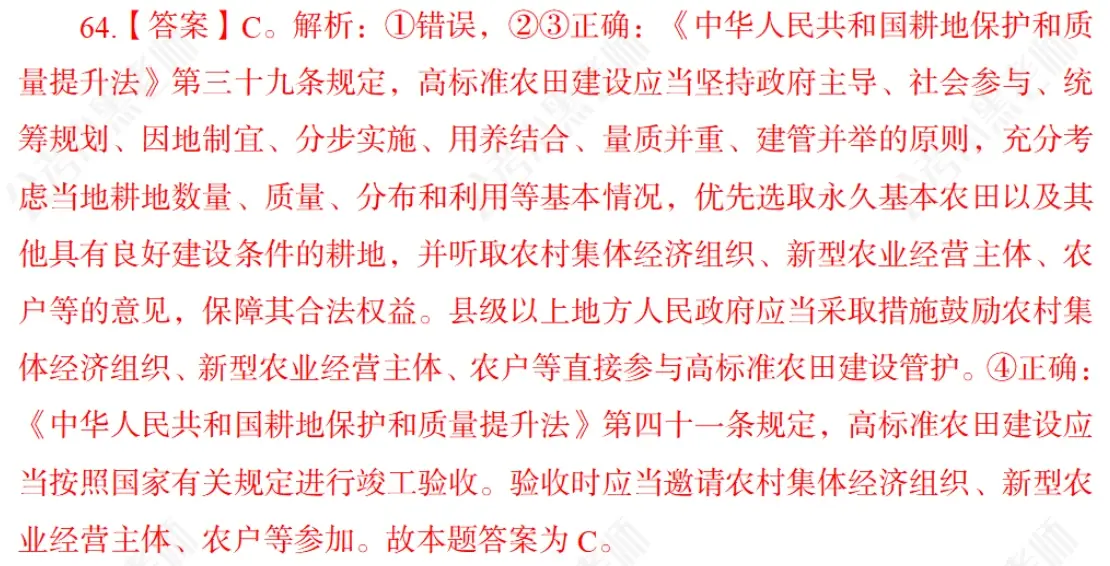 64.【答案】C。解析：①错误，②③正确：《中华人民共和国耕地保护和质
量提升法》第三十九条规定，高标准农田建设应当坚持政府主导、社会参与、统
筹规划、因地制宜、分步实施、用养结合、量质并重、建管并举的原则，充分考
虑当地耕地数量、质量、分布和利用等基本情况，优先选取永久基本农田以及其
他具有良好建设条件的耕地，并听取农村集体经济组织、新型农业经营主体、农
户等的意见，保障其合法权益。县级以上地方人民政府应当采取措施鼓励农村集
体经济组织、新型农业经营主体、农户等直接参与高标准农田建设管护。④正确：
《中华人民共和国耕地保护和质量提升法》第四十一条规定，高标准农田建设应
当按照国家有关规定进行竣工验收。验收时应当邀请农村集体经济组织、新型农
业经营主体、农户等参加。故本题答案为 C。